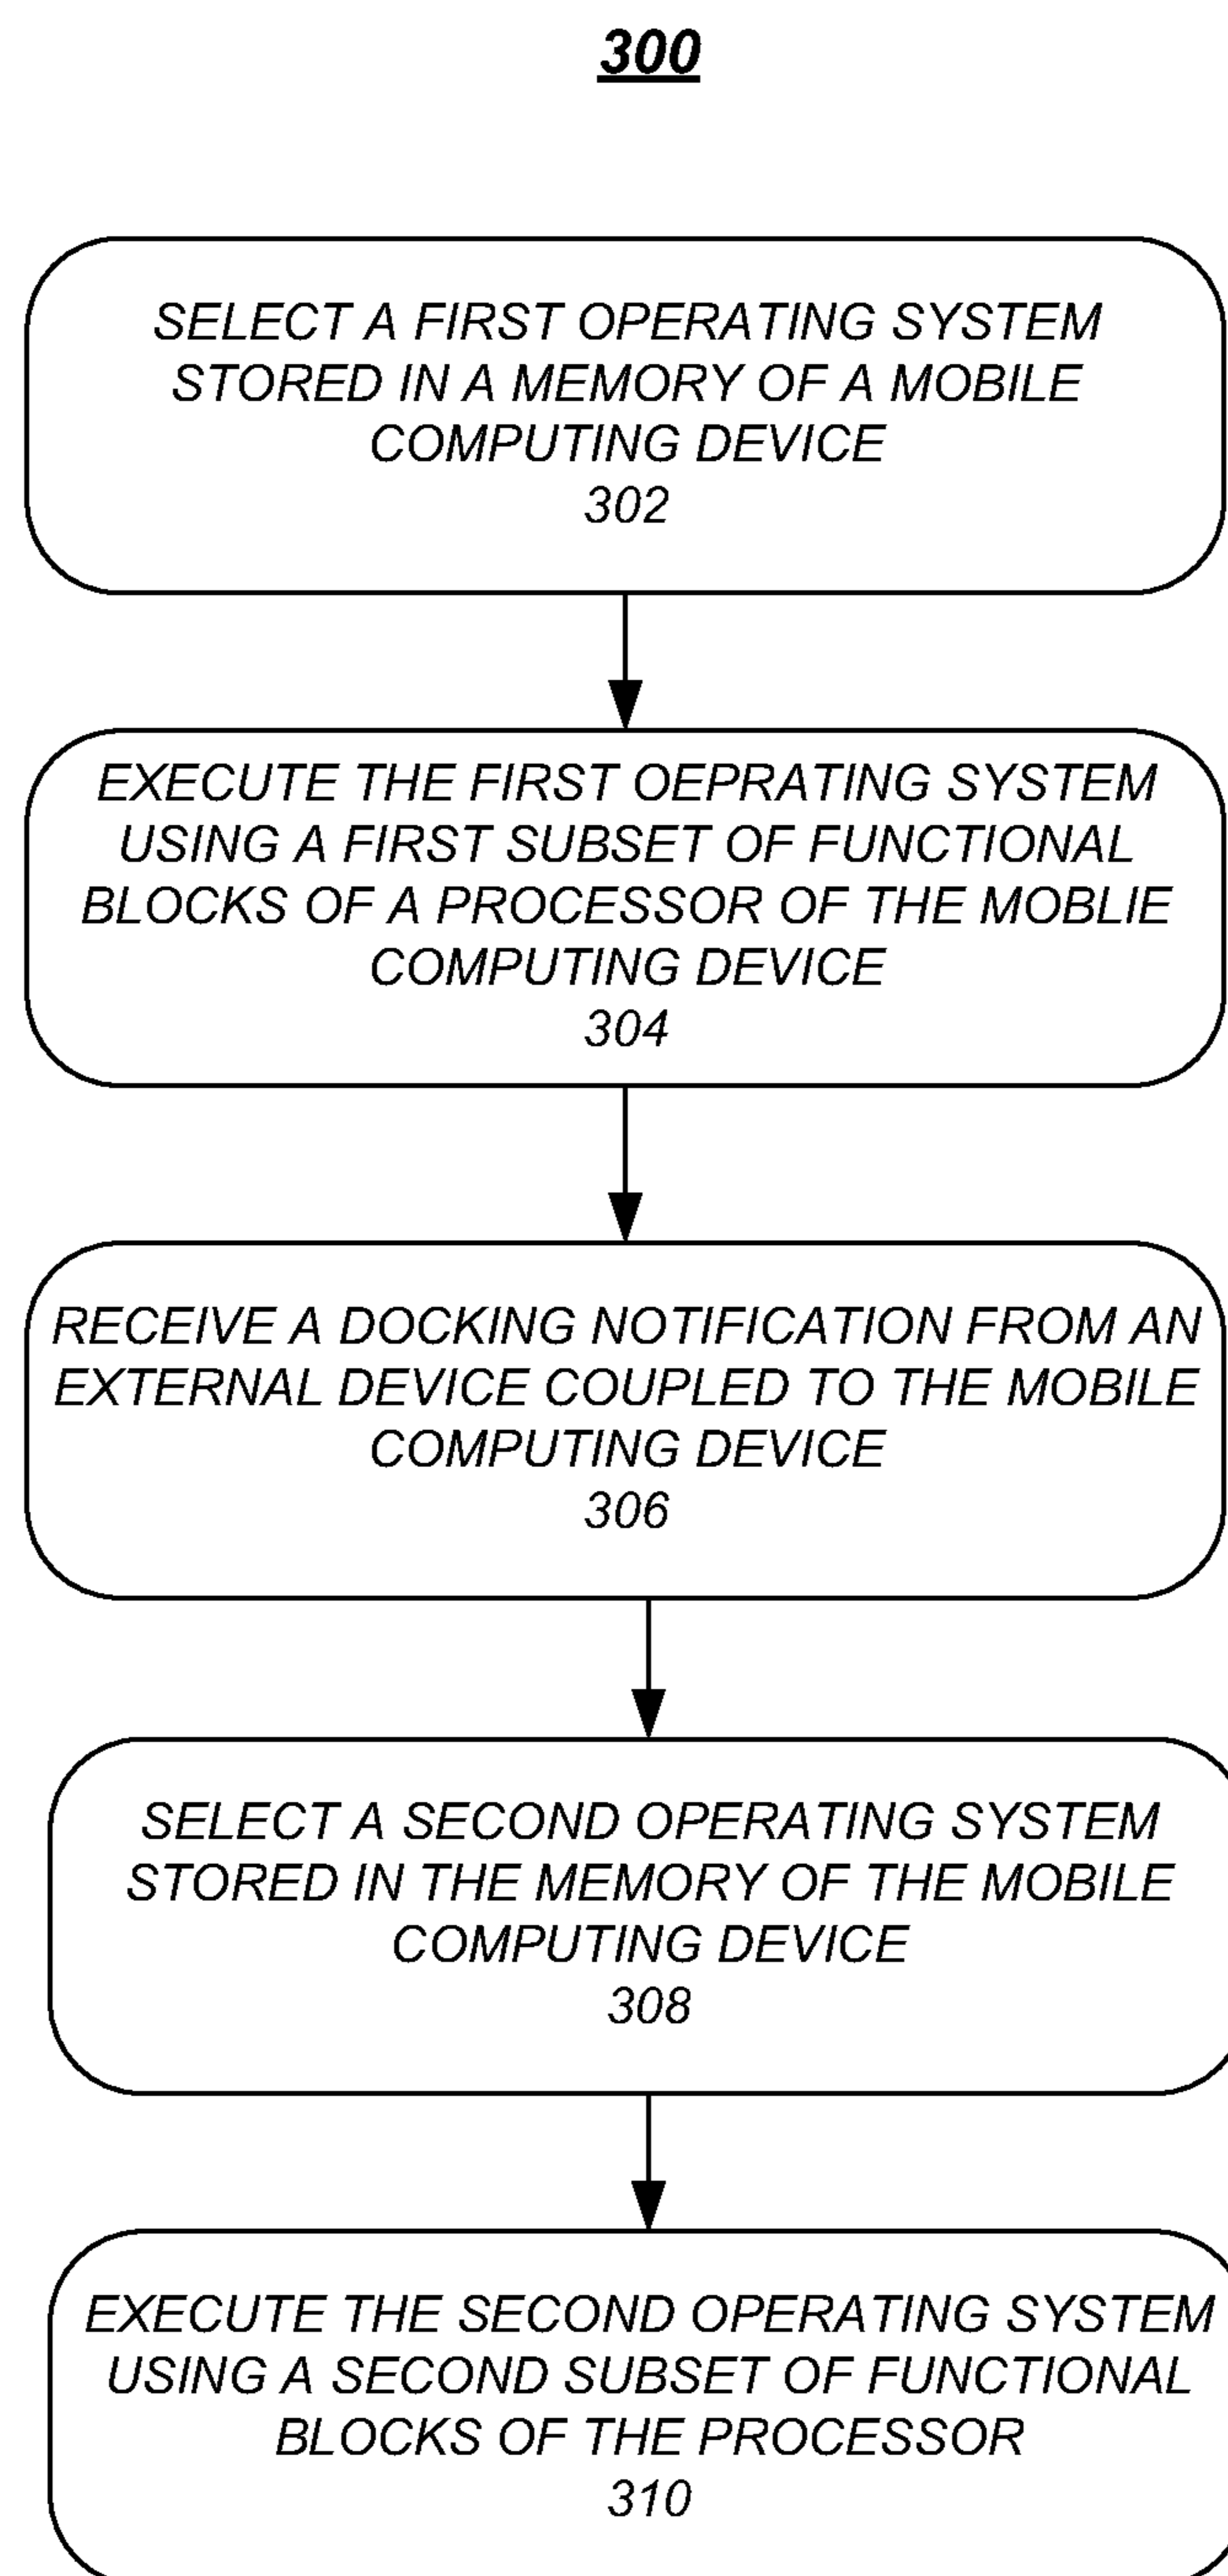 300
SELECT A FIRST OPERATING SYSTEM
STORED IN A MEMORY OF A MOBILE
COMPUTING DEVICE
302
EXECUTE THE FIRST OEPRATING SYSTEM
USING A FIRST SUBSET OF FUNCTIONAL
BLOCKS OF A PROCESSOR OF THE MOBLIE
COMPUTING DEVICE
304
RECEIVE A DOCKING NOTIFICATION FROM AN
EXTERNAL DEVICE COUPLED TO THE MOBILE
COMPUTING DEVICE
306
SELECT A SECOND OPERATING SYSTEM
STORED IN THE MEMORY OF THE MOBILE
COMPUTING DEVICE
308
EXECUTE THE SECOND OPERATING SYSTEM
USING A SECOND SUBSET OF FUNCTIONAL
BLOCKS OF THE PROCESSOR
310